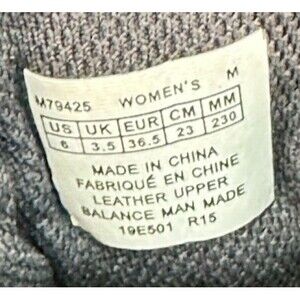 M79425 WOMEN'S M
US UK EUR CM MM
6 3.5 36.5 23 230
MADE IN CHINA
FABRIQUÉ EN CHINE
LEATHER UPPER
BALANCE MAN MADE
19E501 R15